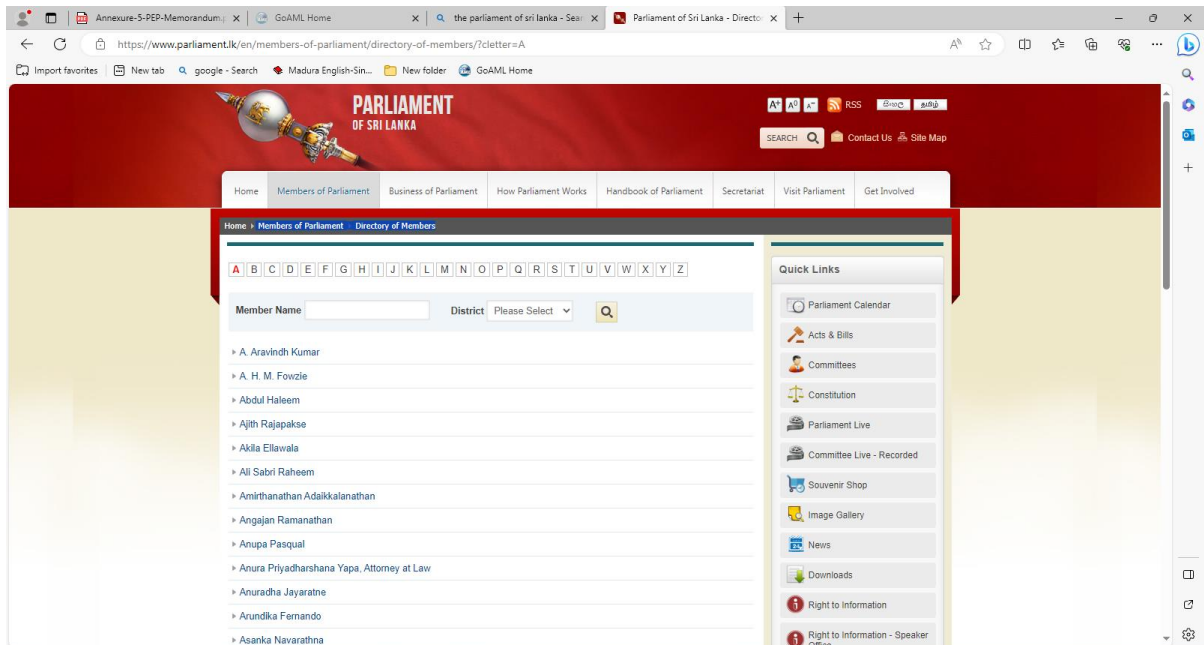 Annexure-5-PEP-Memorandum.p
GoAML Home
the parliament of sri lanka - Sear
Parliament of Sri Lanka - Director
https://www.parliament.lk/en/members-of-parliament/directory-of-members/?cletter=A
Import favorites
New tab
google - Search
Madura English-Sin...
New folder
GoAML Home
PARLIAMENT
OF SRI LANKA
A+ A0 A- RSS සිංහල தமிழ்
SEARCH Contact Us Site Map
Home Members of Parliament Business of Parliament How Parliament Works Handbook of Parliament Secretariat Visit Parliament Get Involved
Home Members of Parliament Directory of Members
A B C D E F G H I J K L M N O P Q R S T U V W X Y Z
Member Name District Please Select
A. Aravindh Kumar
A. H. M. Fowzie
Abdul Haleem
Ajith Rajapakse
Akila Ellawala
Ali Sabri Raheem
Amirthanathan Adaikkalanathan
Angajan Ramanathan
Anupa Pasqual
Anura Priyadharshana Yapa, Attorney at Law
Anuradha Jayaratne
Arundika Fernando
Asanka Navarathna
Quick Links
Parliament Calendar
Acts & Bills
Committees
Constitution
Parliament Live
Committee Live - Recorded
Souvenir Shop
Image Gallery
News
Downloads
Right to Information
Right to Information - Speaker
Office